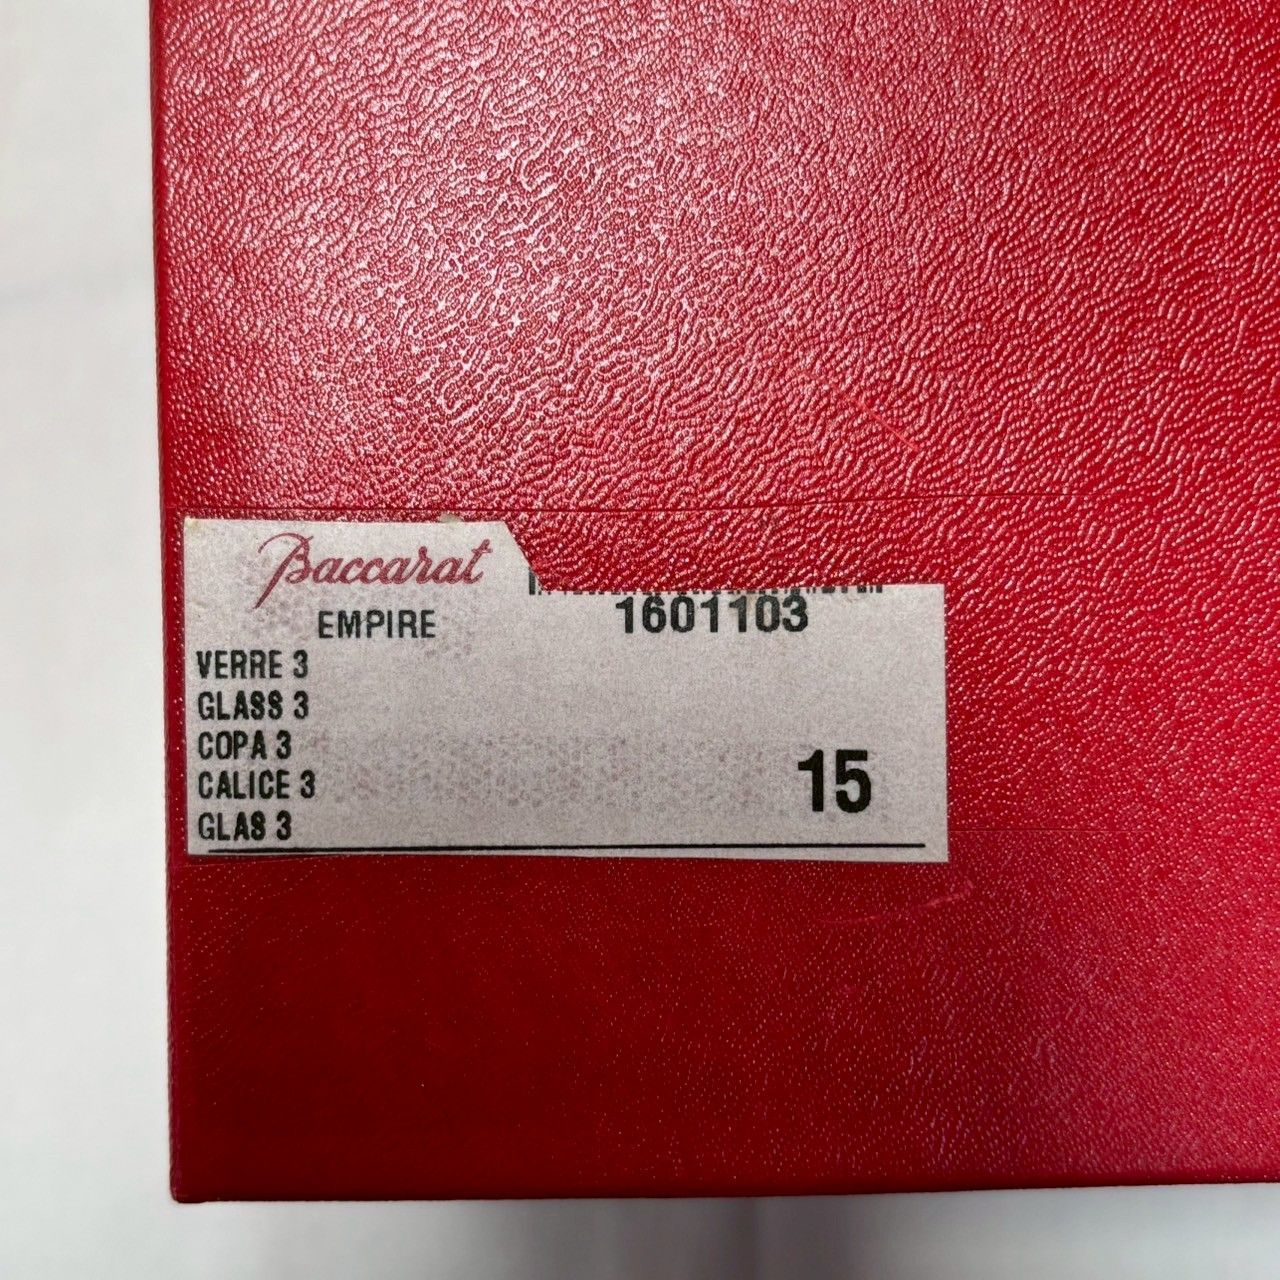 Baccarat
EMPIRE
1601103
VERRE 3
GLASS 3
COPA 3
CALICE 3
GLAS 3
15